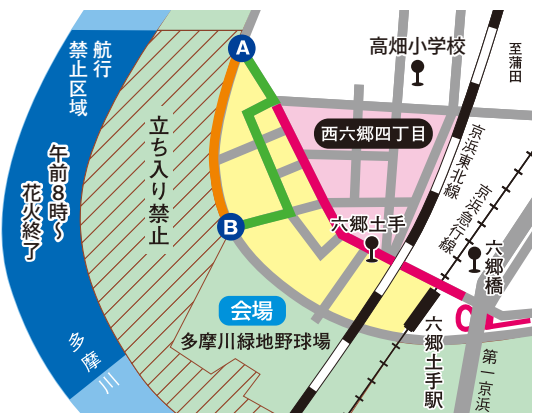 航行
禁止区域
午前8時～
花火終了
多摩川
立ち入り禁止
A
B
高畑小学校
至蒲田
西六郷四丁目
京浜東北線
京浜急行線
六郷土手
六郷橋
会場
多摩川緑地野球場
六郷土手駅
第一京浜